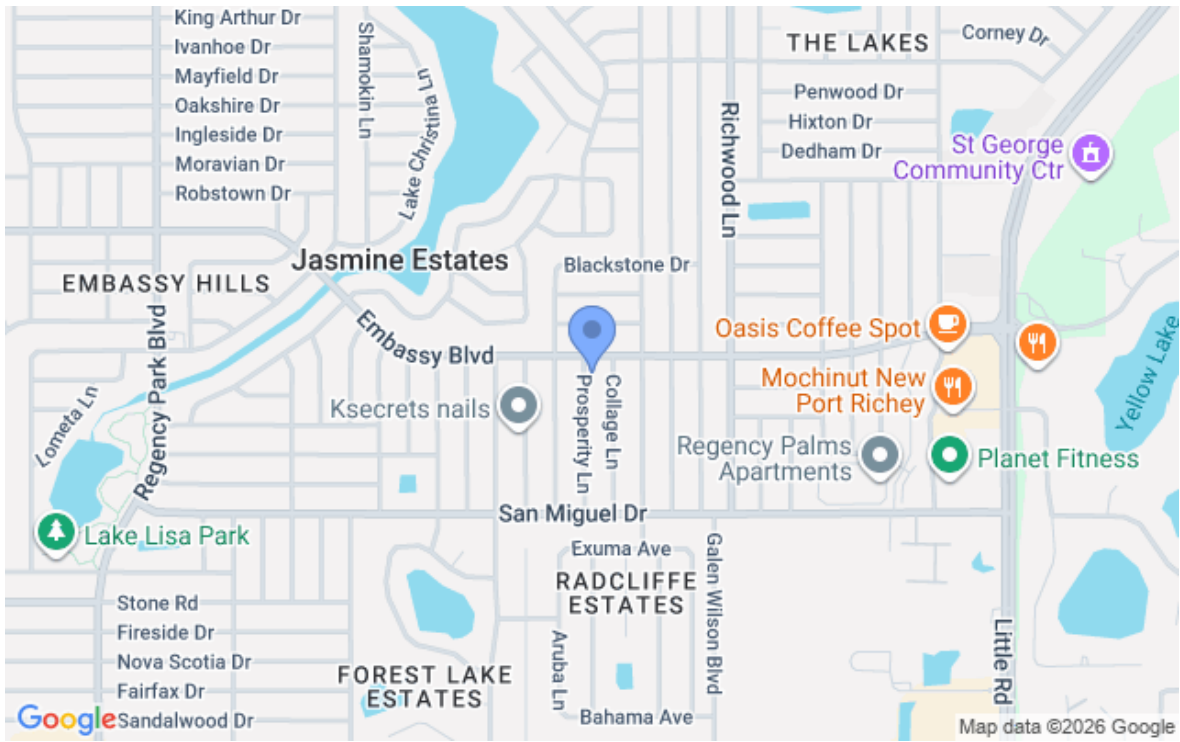 King Arthur Dr
Ivanhoe Dr
Mayfield Dr
Oakshire Dr
Ingleside Dr
Moravian Dr
Robstown Dr
Shamokin Ln
Lake Christina Ln
THE LAKES
Corney Dr
Penwood Dr
Hixton Dr
Dedham Dr
Richwood Ln
St George
Community Ctr
Jasmine Estates
EMBASSY HILLS
Blackstone Dr
Regency Park Blvd
Embassy Blvd
Oasis Coffee Spot
Mochinut New
Port Richey
Yellow Lake
Ksecrets nails
Prosperity Ln
Collage Ln
Lometa Ln
Regency Palms
Apartments
Planet Fitness
San Miguel Dr
Lake Lisa Park
Exuma Ave
RADCLIFFE
ESTATES
Galen Wilson Blvd
Stone Rd
Fireside Dr
Nova Scotia Dr
Fairfax Dr
Sandalwood Dr
Aruba Ln
Little Rd
FOREST LAKE
ESTATES
Bahama Ave
Google
Map data ©2026 Google